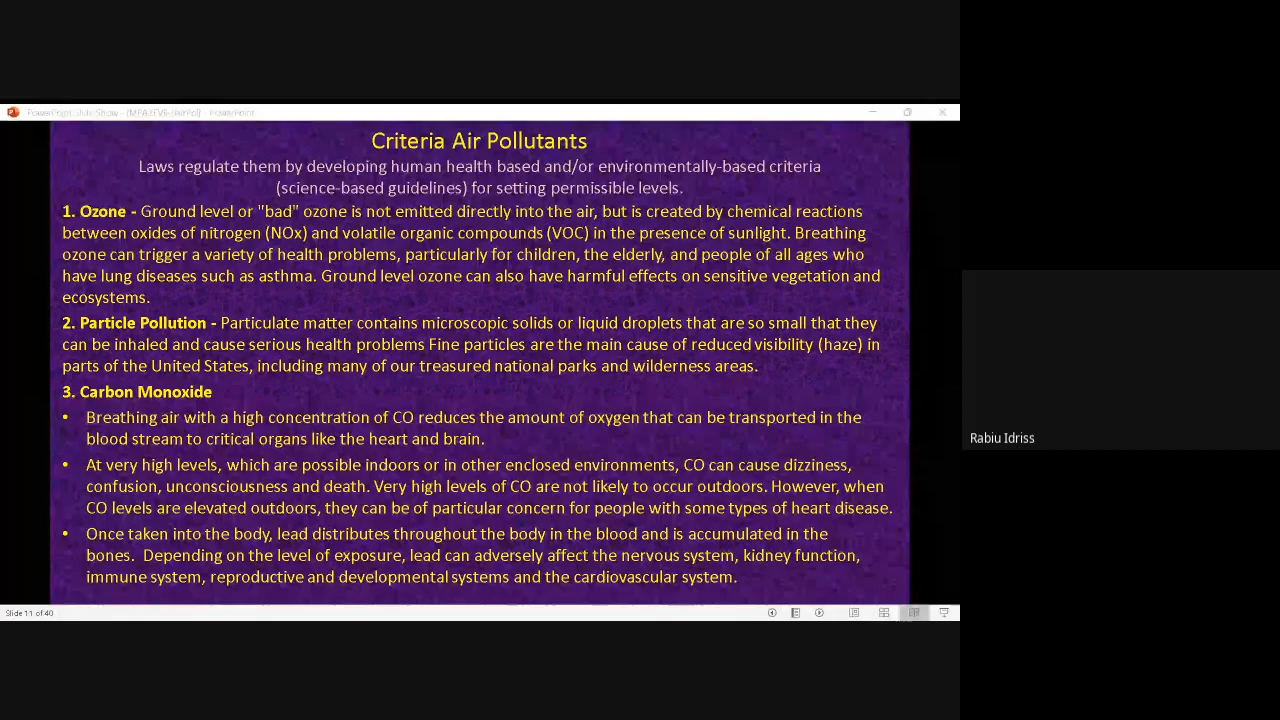 PowerPoint Slide Show - - PowerPoint
Criteria Air Pollutants
Laws regulate them by developing human health based and/or environmentally-based criteria
(science-based guidelines) for setting permissible levels.
1. Ozone - Ground level or "bad" ozone is not emitted directly into the air, but is created by chemical reactions
between oxides of nitrogen (NOx) and volatile organic compounds (VOC) in the presence of sunlight. Breathing
ozone can trigger a variety of health problems, particularly for children, the elderly, and people of all ages who
have lung diseases such as asthma. Ground level ozone can also have harmful effects on sensitive vegetation and
ecosystems.
2. Particle Pollution - Particulate matter contains microscopic solids or liquid droplets that are so small that they
can be inhaled and cause serious health problems Fine particles are the main cause of reduced visibility (haze) in
parts of the United States, including many of our treasured national parks and wilderness areas.
3. Carbon Monoxide
• Breathing air with a high concentration of CO reduces the amount of oxygen that can be transported in the
blood stream to critical organs like the heart and brain.
• At very high levels, which are possible indoors or in other enclosed environments, CO can cause dizziness,
confusion, unconsciousness and death. Very high levels of CO are not likely to occur outdoors. However, when
CO levels are elevated outdoors, they can be of particular concern for people with some types of heart disease.
• Once taken into the body, lead distributes throughout the body in the blood and is accumulated in the
bones. Depending on the level of exposure, lead can adversely affect the nervous system, kidney function,
immune system, reproductive and developmental systems and the cardiovascular system.
Slide 11 of 40
Rabiu Idriss